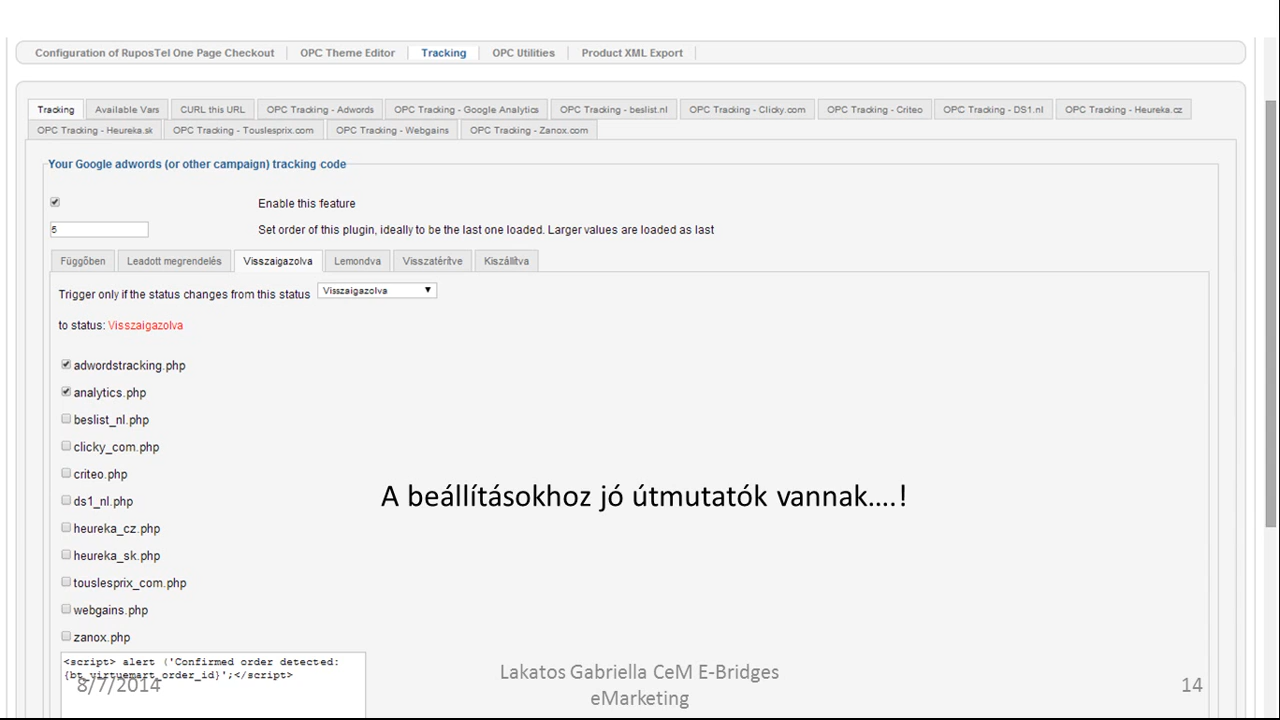 Configuration of RuposTel One Page Checkout OPC Theme Editor Tracking OPC Utilities Product XML Export
Tracking Available Vars CURL this URL OPC Tracking - Adwords OPC Tracking - Google Analytics OPC Tracking - beslist.nl OPC Tracking - Clicky.com OPC Tracking - Criteo OPC Tracking - DS1.nl OPC Tracking - Heureka.cz
OPC Tracking - Heureka.sk OPC Tracking - Touslesprix.com OPC Tracking - Webgains OPC Tracking - Zanox.com
Your Google adwords (or other campaign) tracking code
Enable this feature
5 Set order of this plugin, ideally to be the last one loaded. Larger values are loaded as last
Függőben Leadott megrendelés Visszaigazolva Lemondva Visszatérítve Kiszállítva
Trigger only if the status changes from this status Visszaigazolva
to status: Visszaigazolva
adwordstracking.php
analytics.php
beslist_nl.php
clicky_com.php
criteo.php
ds1_nl.php
heureka_cz.php
heureka_sk.php
touslesprix_com.php
webgains.php
zanox.php
A beállításokhoz jó útmutatók vannak....!
<script> alert ('Confirmed order detected:
{bt_virtuemart_order_id}';</script>
8/7/2014
Lakatos Gabriella CeM E-Bridges
eMarketing
14